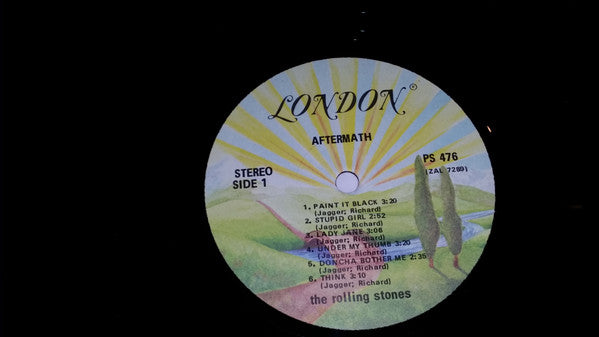 LONDON®
AFTERMATH
STEREO
SIDE 1
PS 476
(ZAL 7289)
1. PAINT IT BLACK 3:20
(Jagger; Richard)
2. STUPID GIRL 2:52
(Jagger; Richard)
3. LADY JANE 3:08
(Jagger; Richard)
4. UNDER MY THUMB 3:20
(Jagger; Richard)
5. DONCHA BOTHER ME 2:35
(Jagger; Richard)
6. THINK 3:10
(Jagger; Richard)
the rolling stones